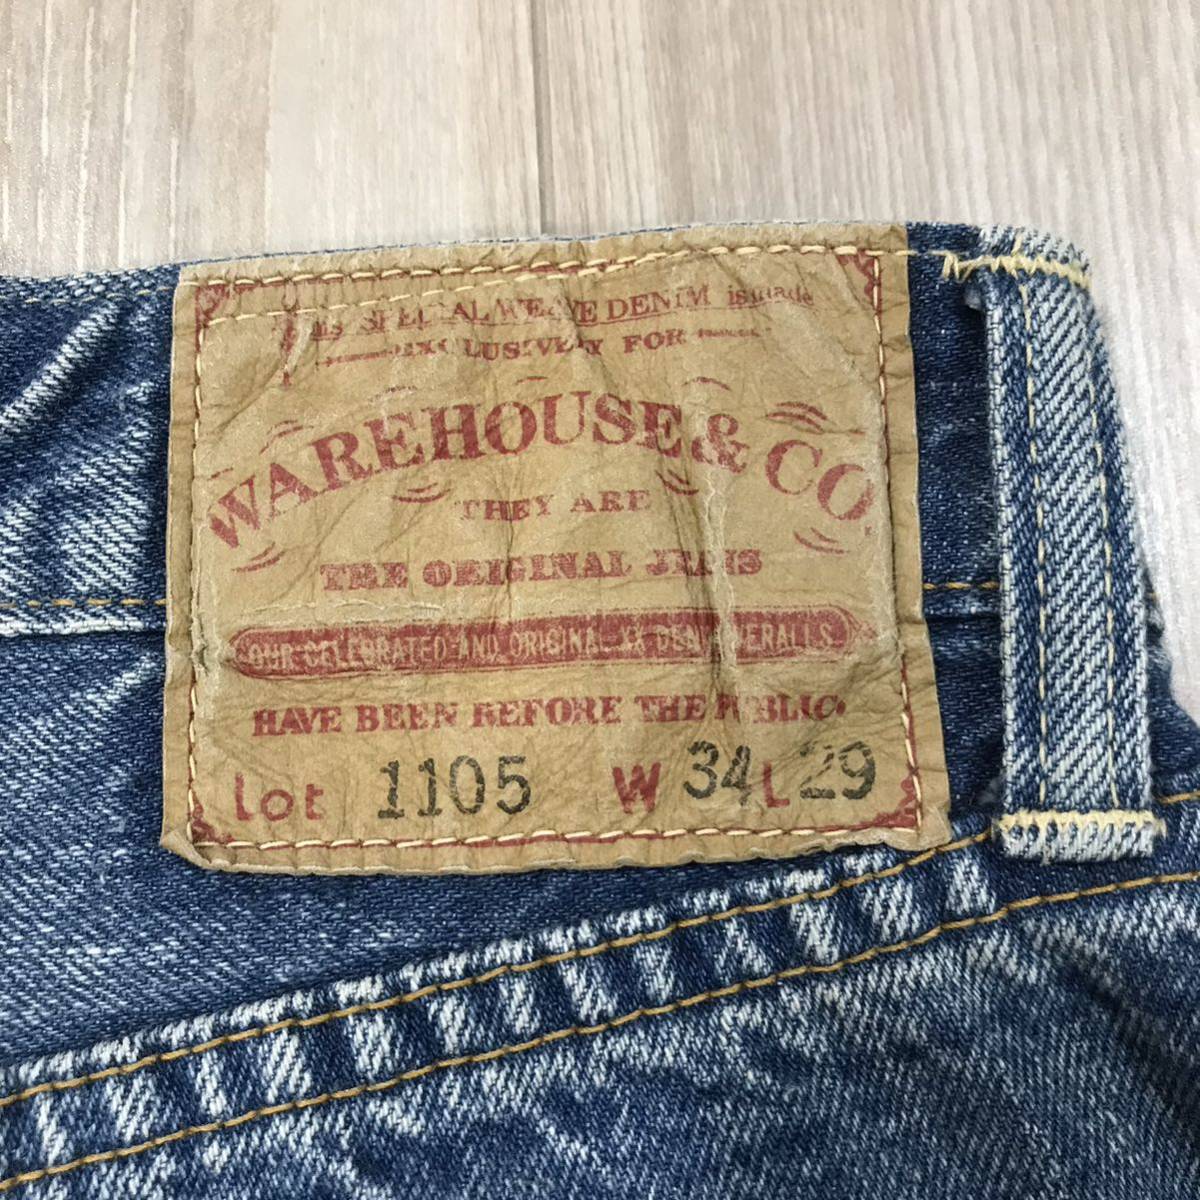 This SPECIAL WEAVE DENIM is made
EXCLUSIVELY FOR
WAREHOUSE & CO.
THEY ARE
THE ORIGINAL JEANS
OUR CELEBRATED AND ORIGINAL XX DENIM OVERALLS
HAVE BEEN BEFORE THE PUBLIC
Lot 1105 W 34 L 29